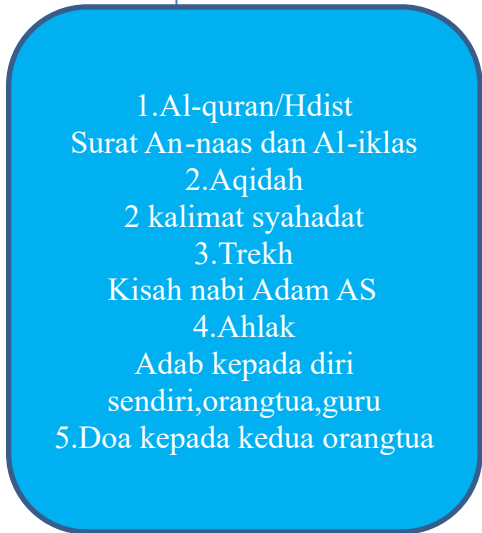 1.Al-quran/Hdist
Surat An-naas dan Al-iklas
2.Aqidah
2 kalimat syahadat
3.Trekh
Kisah nabi Adam AS
4.Ahlak
Adab kepada diri
sendiri,orangtua,guru
5.Doa kepada kedua orangtua